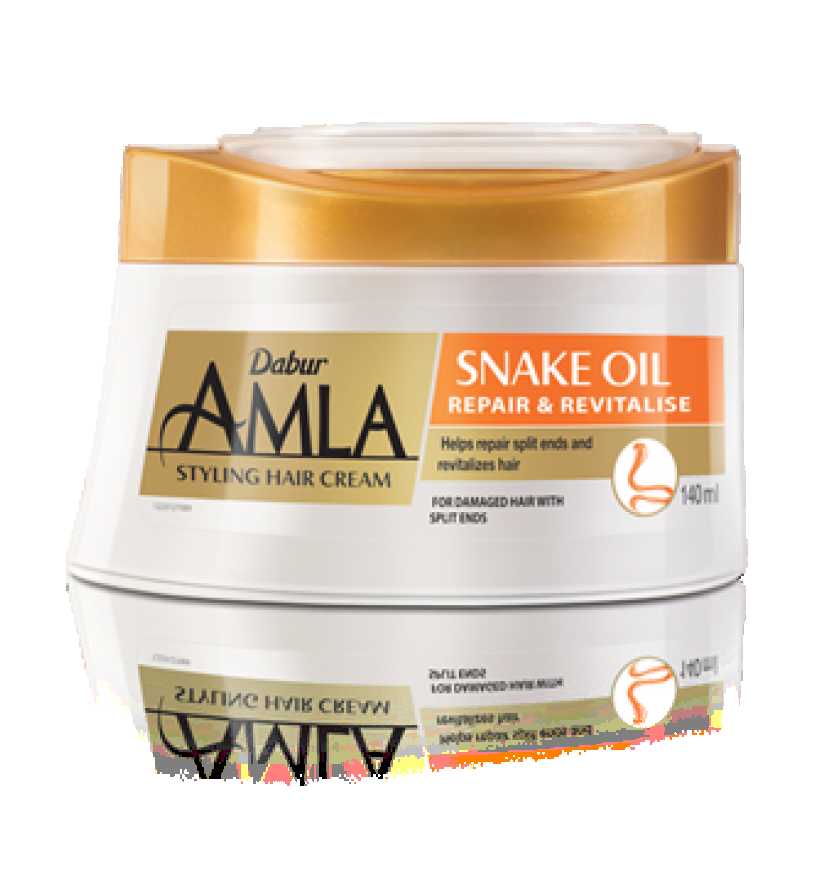 Dabur
AMLA
STYLING HAIR CREAM
SNAKE OIL
REPAIR & REVITALISE
Helps repair split ends and
revitalizes hair
FOR DAMAGED HAIR WITH
SPLIT ENDS
140ml